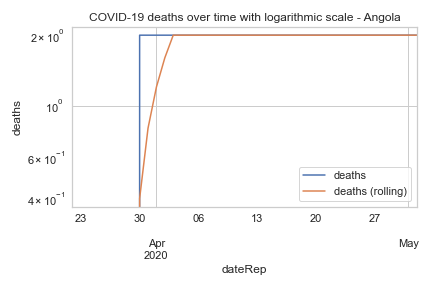 COVID-19 deaths over time with logarithmic scale - Angola
deaths
2 × 10⁰
10⁰
6 × 10⁻¹
4 × 10⁻¹
deaths
deaths (rolling)
23 30 06 13 20 27
Apr May
2020
dateRep